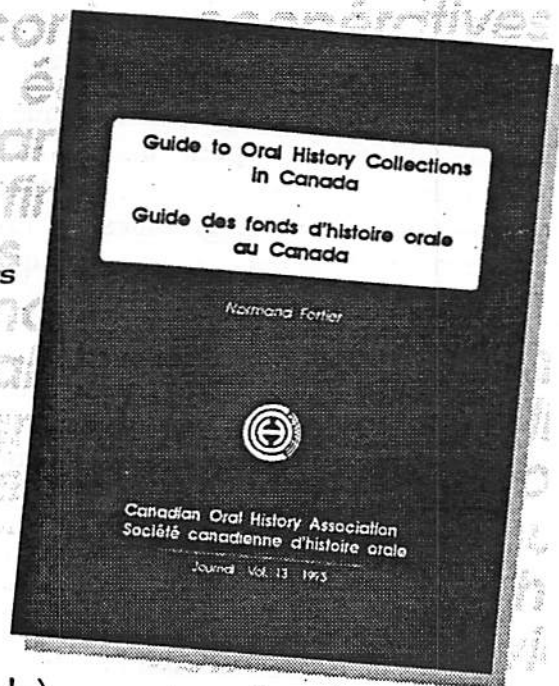 Guide to Oral History Collections
in Canada
Guide des fonds d'histoire orale
au Canada
Normand Fortier
Canadian Oral History Association
Société canadienne d'histoire orale
Journal Vol. 13 1993
s